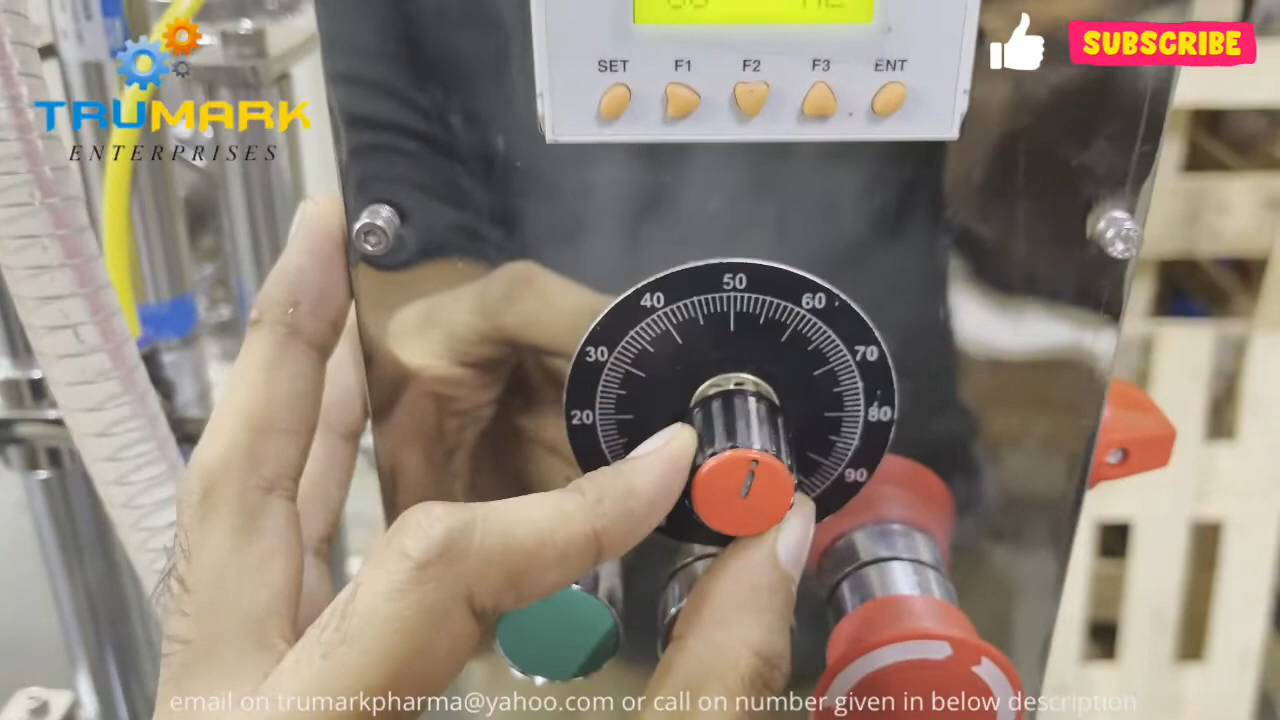 TRUMARK
ENTERPRISES
SUBSCRIBE
SET F1 F2 F3 ENT
50
40 60
30 70
20 80
90
email on trumarkpharma@yahoo.com or call on number given in below description